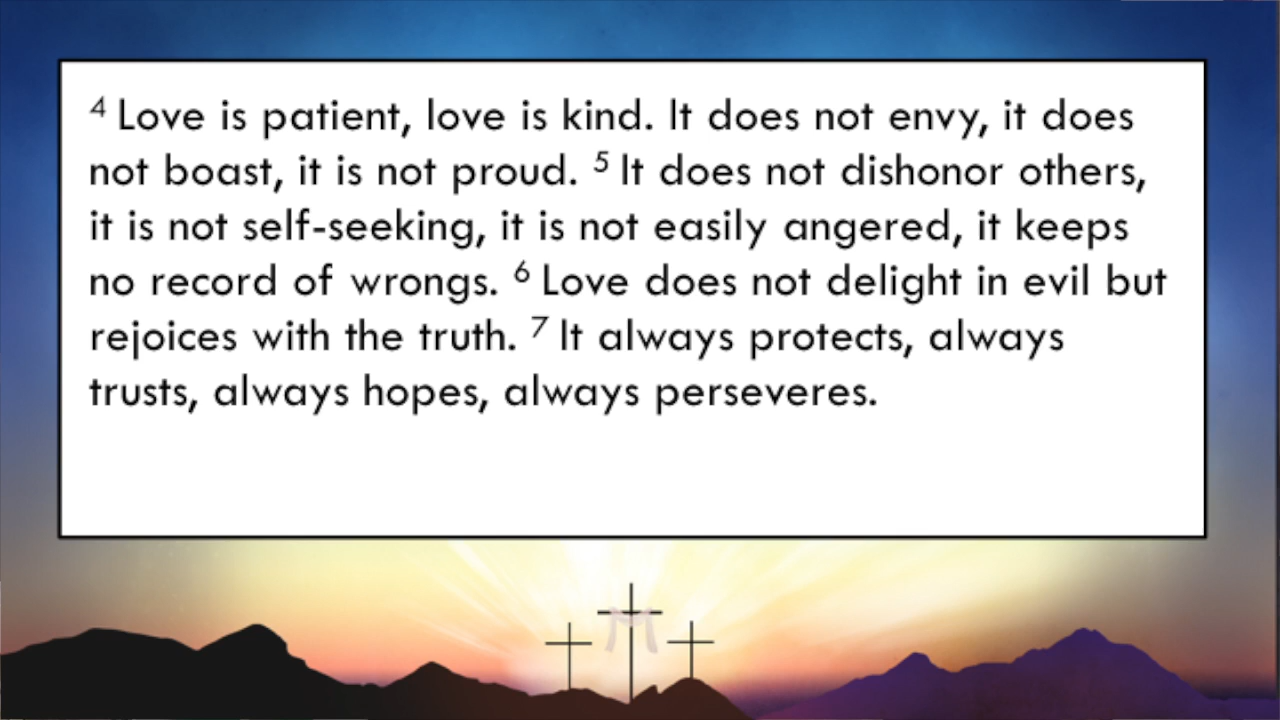 4 Love is patient, love is kind. It does not envy, it does
not boast, it is not proud. 5 It does not dishonor others,
it is not self-seeking, it is not easily angered, it keeps
no record of wrongs. 6 Love does not delight in evil but
rejoices with the truth. 7 It always protects, always
trusts, always hopes, always perseveres.